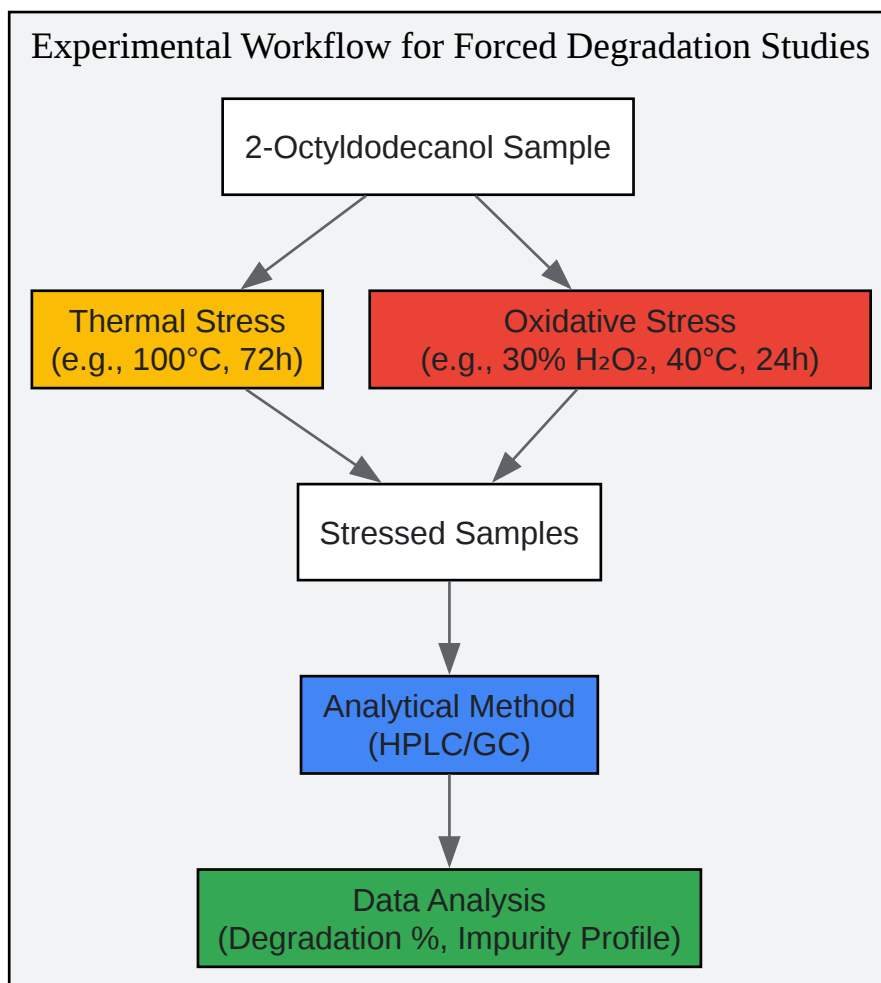 Experimental Workflow for Forced Degradation Studies
2-Octyldodecanol Sample
Thermal Stress
(e.g., 100°C, 72h)
Oxidative Stress
(e.g., 30% H₂O₂, 40°C, 24h)
Stressed Samples
Analytical Method
(HPLC/GC)
Data Analysis
(Degradation %, Impurity Profile)